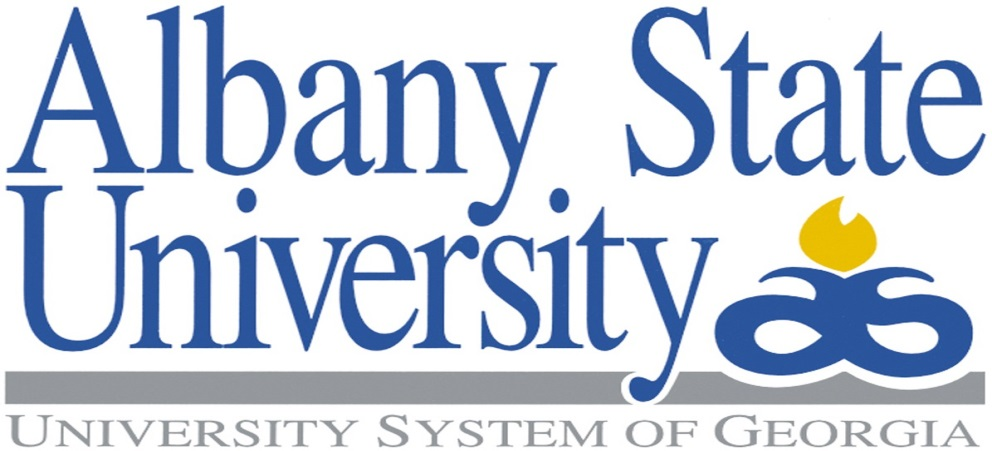 Albany State
University
UNIVERSITY SYSTEM OF GEORGIA